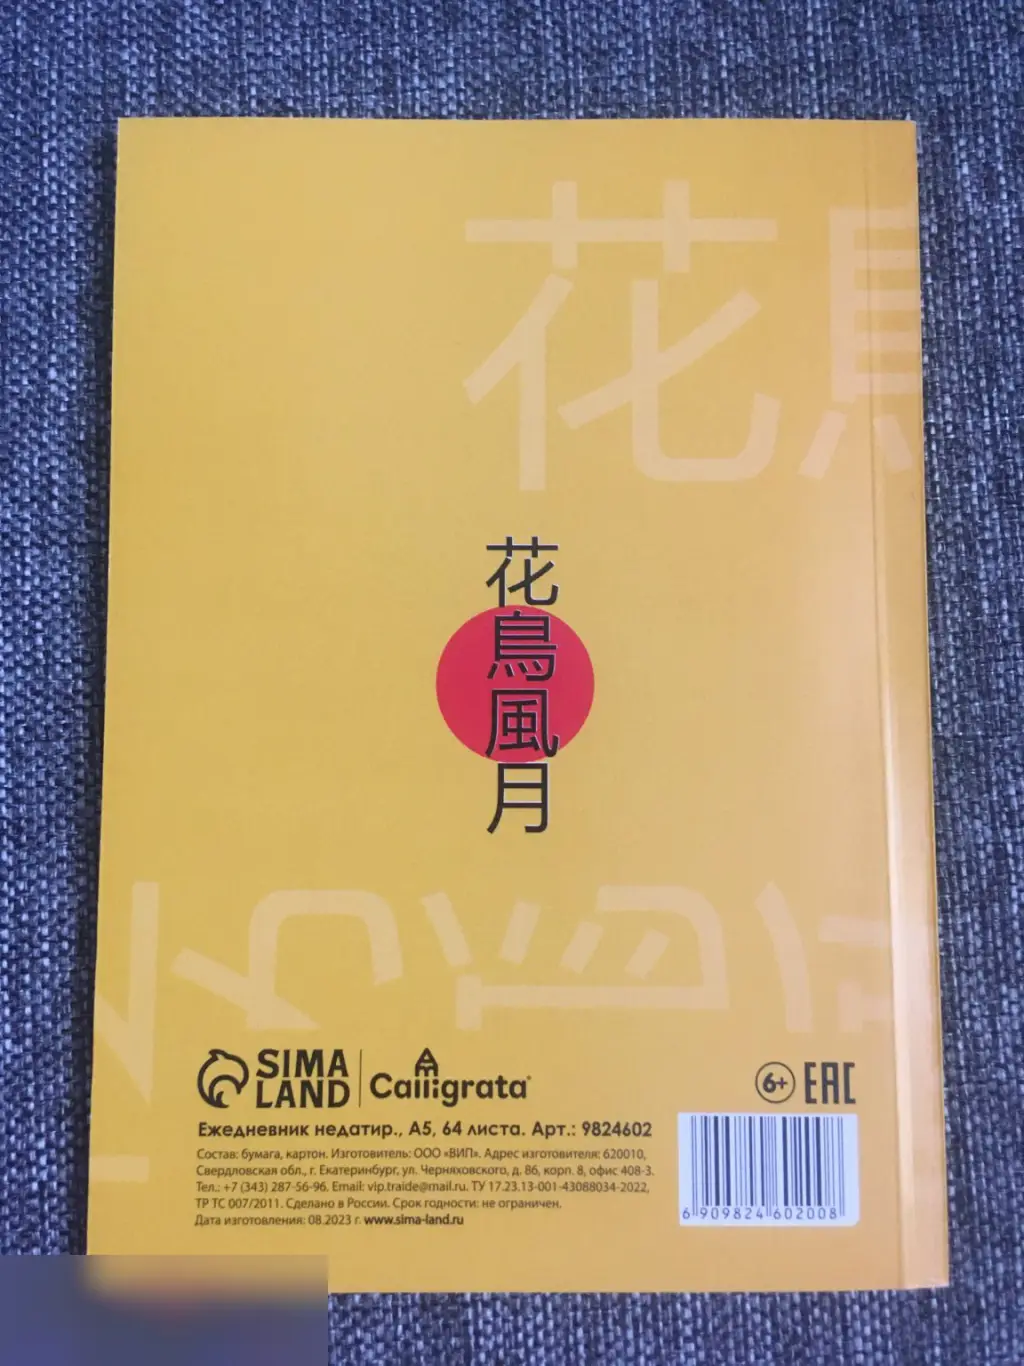 花鳥
花
鳥
風
月
SIMA
LAND
Calligrata
6+
EAC
Ежедневник недатир., А5, 64 листа. Арт.: 9824602
Состав: бумага, картон. Изготовитель: ООО «ВИП». Адрес изготовителя: 620010,
Свердловская обл., г. Екатеринбург, ул. Черняховского, д. 86, корп. 8, офис 408-3.
Тел.: +7 (343) 287-56-96. Email: vip.traide@mail.ru. ТУ 17.23.13-001-43088034-2022,
ТР ТС 007/2011. Сделано в России. Срок годности: не ограничен.
Дата изготовления: 08.2023 г. www.sima-land.ru
6 909824 602008